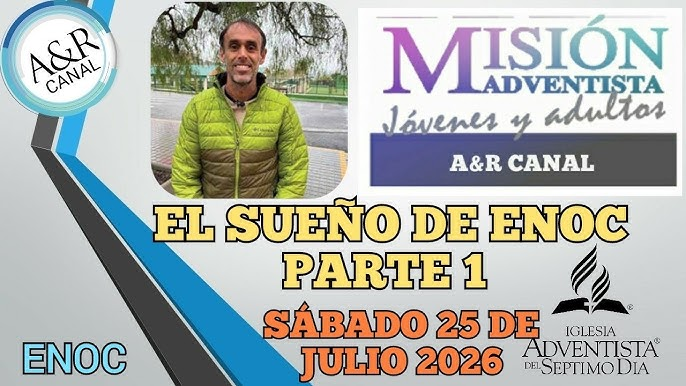 A&R
CANAL
MISIÓN
ADVENTISTA
Jóvenes y adultos
A&R CANAL
EL SUEÑO DE ENOC
PARTE 1
SÁBADO 25 DE
JULIO 2026
ENOC
IGLESIA
ADVENTISTA®
DEL SEPTIMO DIA